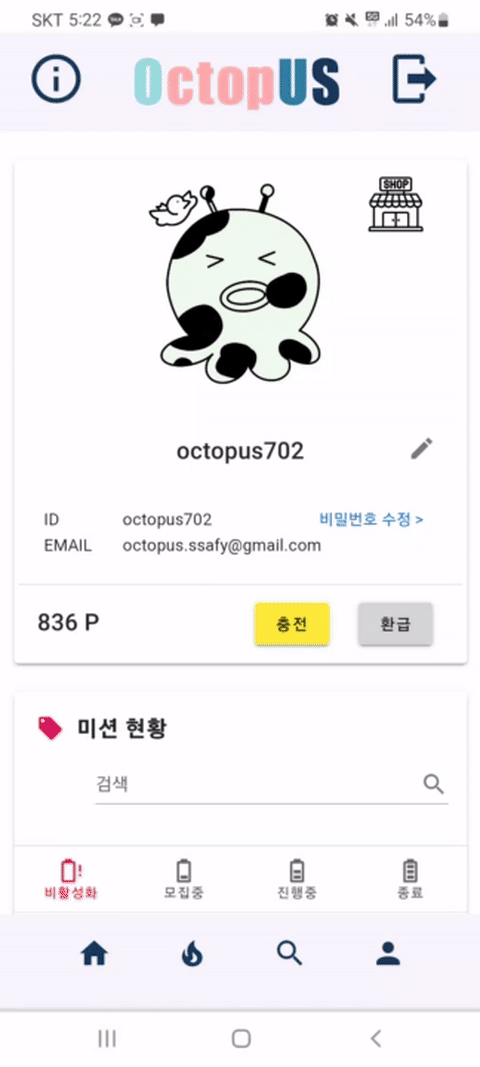 SKT 5:22 54%
OctopUS
SHOP
octopus702
ID octopus702 비밀번호 수정 >
EMAIL octopus.ssafy@gmail.com
836 P 충전 환급
미션 현황
검색
비활성화 모집중 진행중 종료